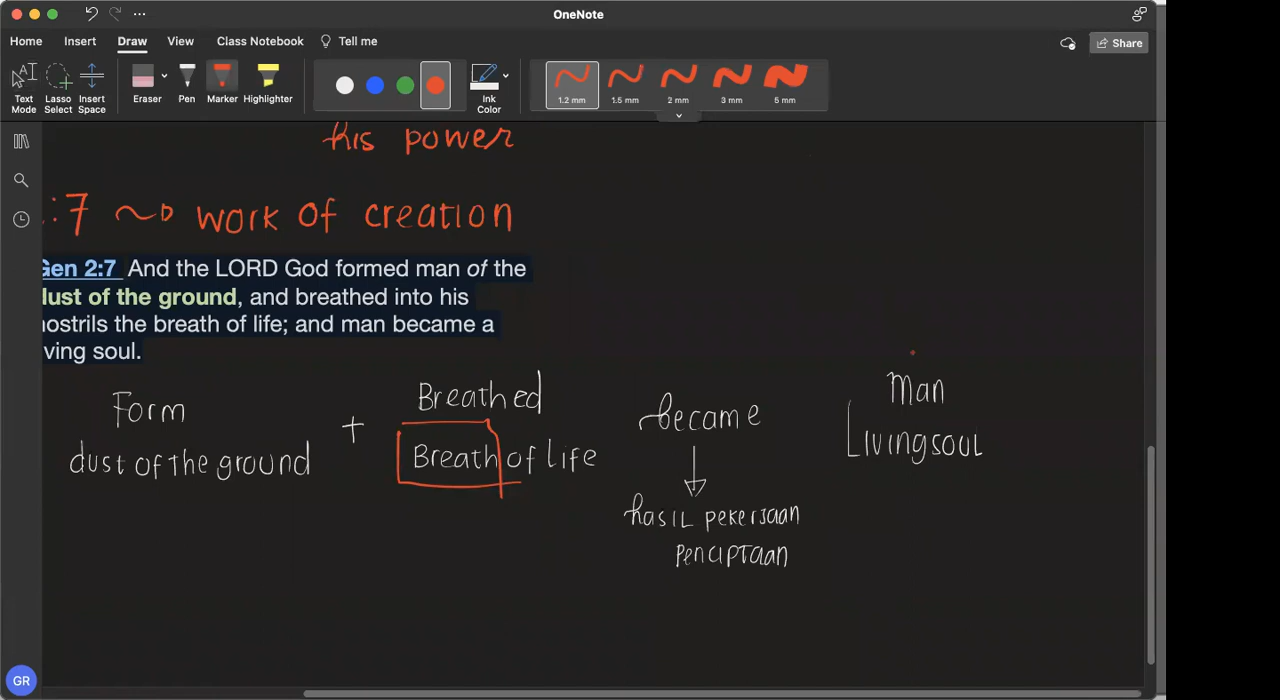 OneNote
Home Insert Draw View Class Notebook Tell me
Share
Text Mode
Lasso Select
Insert Space
Eraser
Pen
Marker
Highlighter
Ink Color
1.2 mm
1.5 mm
2 mm
3 mm
5 mm
his power
:7 work of creation
Gen 2:7 And the LORD God formed man of the
dust of the ground, and breathed into his
nostrils the breath of life; and man became a
ving soul.
Form
dust of the ground
+
Breathed
Breath of life
became
hasil pekerjaan
penciptaan
Man
Livingsoul
GR